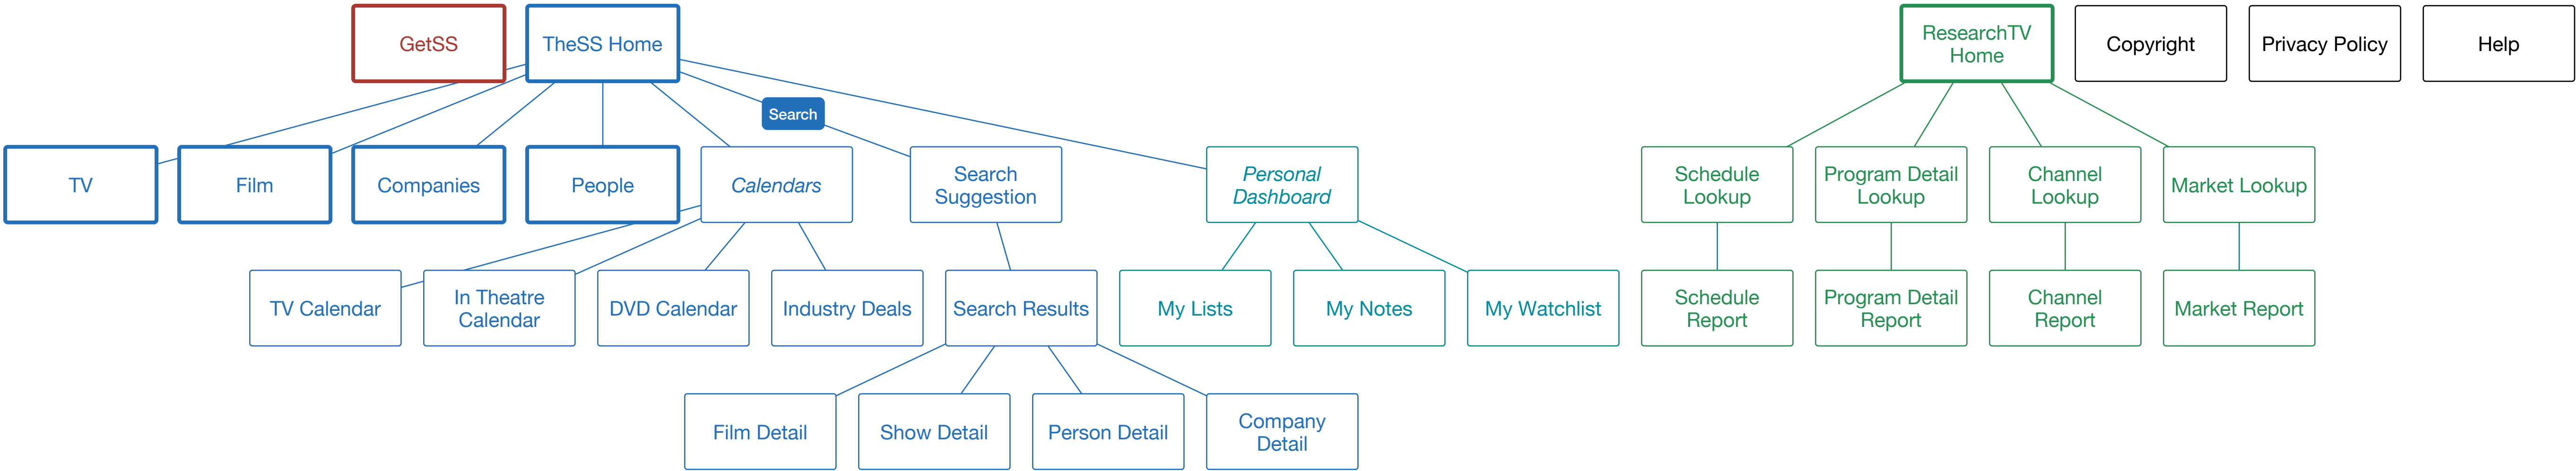 GetSS
TheSS Home
ResearchTV
Home
Copyright
Privacy Policy
Help
Search
TV
Film
Companies
People
Calendars
Search
Suggestion
Personal
Dashboard
Schedule
Lookup
Program Detail
Lookup
Channel
Lookup
Market Lookup
TV Calendar
In Theatre
Calendar
DVD Calendar
Industry Deals
Search Results
My Lists
My Notes
My Watchlist
Schedule
Report
Program Detail
Report
Channel
Report
Market Report
Film Detail
Show Detail
Person Detail
Company
Detail